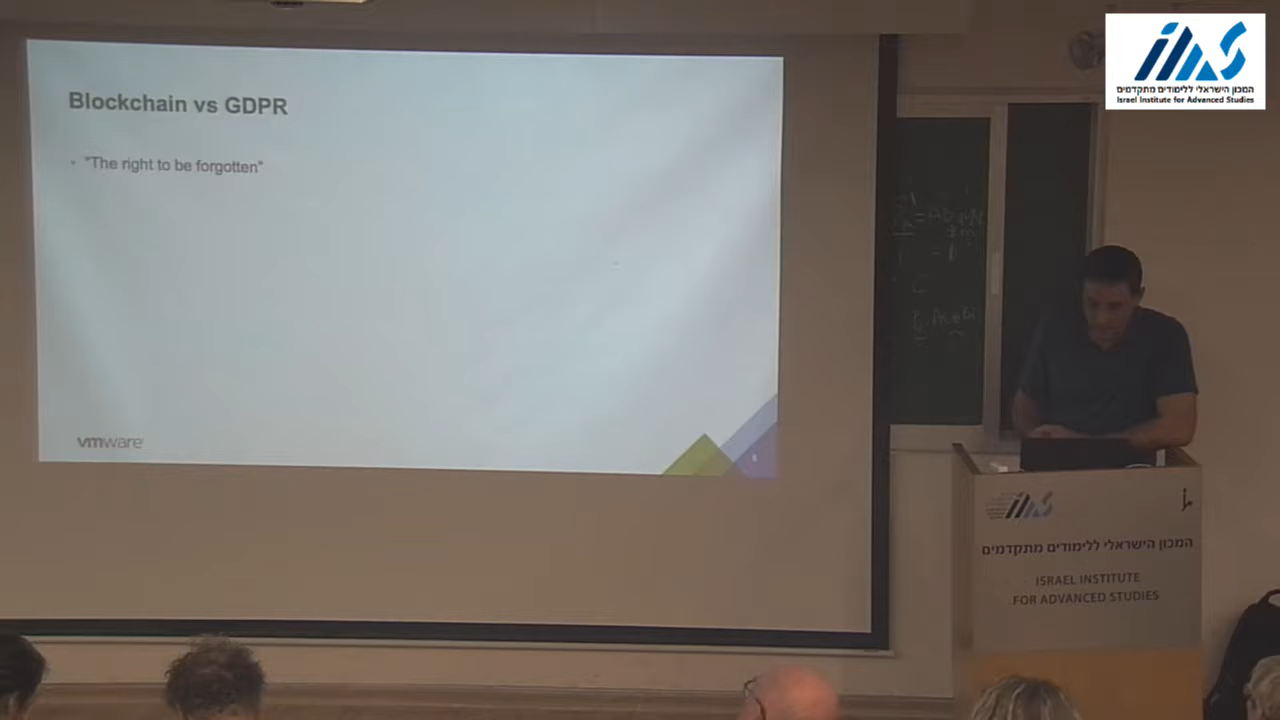 Blockchain vs GDPR
• "The right to be forgotten"
vmware
8
המכון הישראלי ללימודים מתקדמים
Israel Institute for Advanced Studies
המכון הישראלי ללימודים מתקדמים
ISRAEL INSTITUTE
FOR ADVANCED STUDIES